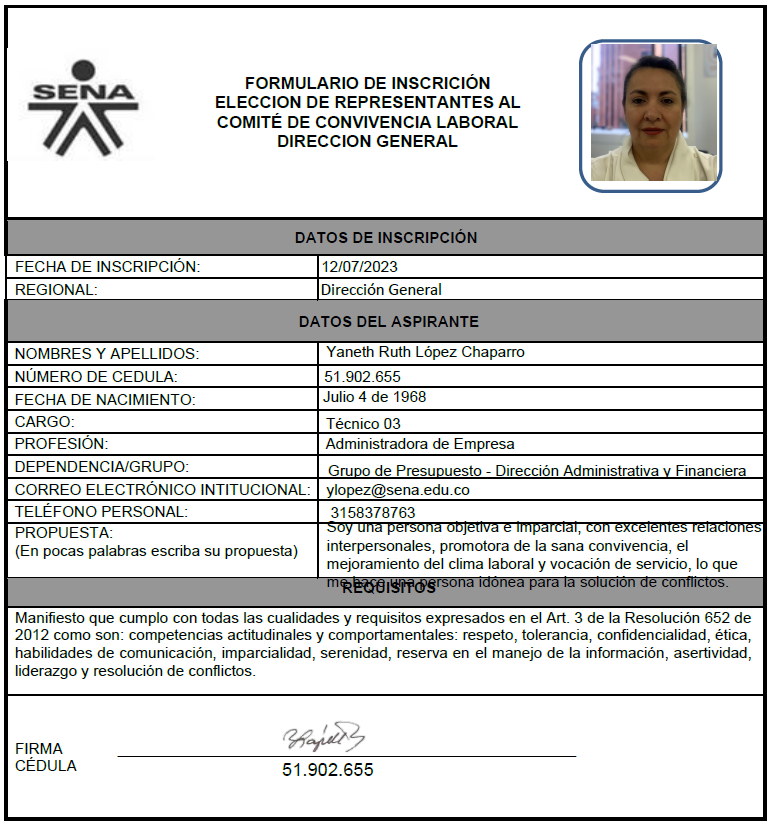 SENA
FORMULARIO DE INSCRICIÓN
ELECCION DE REPRESENTANTES AL
COMITÉ DE CONVIVENCIA LABORAL
DIRECCION GENERAL
DATOS DE INSCRIPCIÓN
FECHA DE INSCRIPCIÓN: 12/07/2023
REGIONAL: Dirección General
DATOS DEL ASPIRANTE
NOMBRES Y APELLIDOS: Yaneth Ruth López Chaparro
NÚMERO DE CEDULA: 51.902.655
FECHA DE NACIMIENTO: Julio 4 de 1968
CARGO: Técnico 03
PROFESIÓN: Administradora de Empresa
DEPENDENCIA/GRUPO: Grupo de Presupuesto - Dirección Administrativa y Financiera
CORREO ELECTRÓNICO INTITUCIONAL: ylopez@sena.edu.co
TELÉFONO PERSONAL: 3158378763
PROPUESTA:
(En pocas palabras escriba su propuesta)
Soy una persona objetiva e imparcial, con excelentes relaciones
interpersonales, promotora de la sana convivencia, el
mejoramiento del clima laboral y vocación de servicio, lo que
me hace una persona idónea para la solución de conflictos.
REQUISITOS
Manifiesto que cumplo con todas las cualidades y requisitos expresados en el Art. 3 de la Resolución 652 de
2012 como son: competencias actitudinales y comportamentales: respeto, tolerancia, confidencialidad, ética,
habilidades de comunicación, imparcialidad, serenidad, reserva en el manejo de la información, asertividad,
liderazgo y resolución de conflictos.
FIRMA
CÉDULA 51.902.655